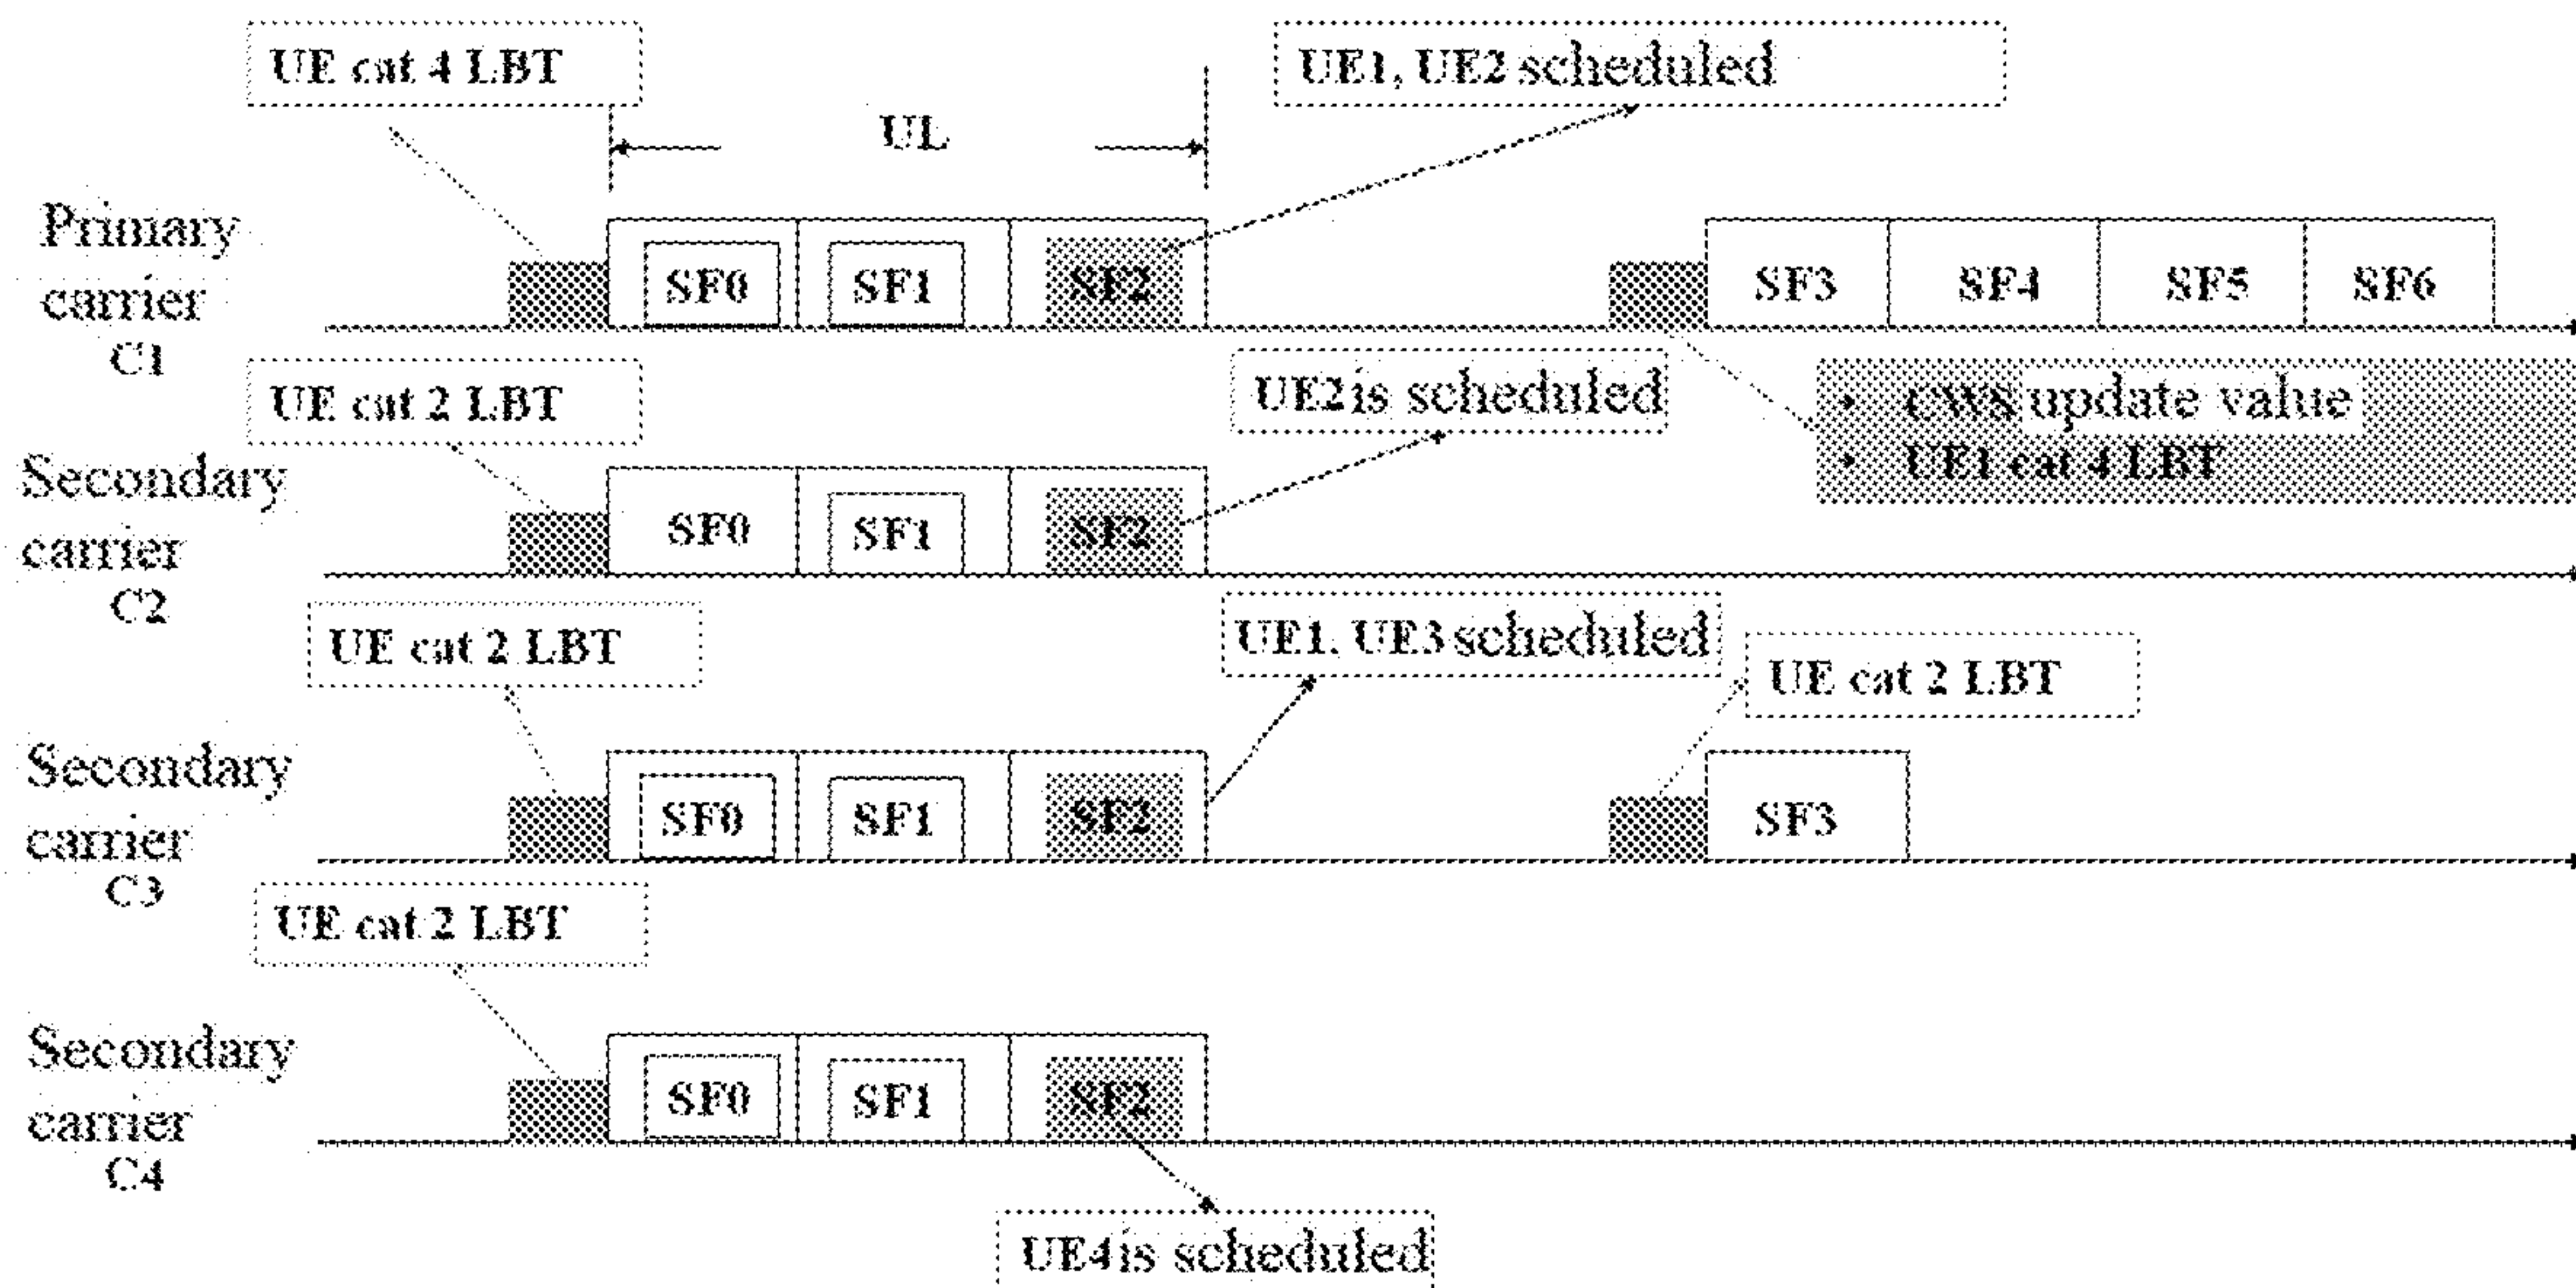 UE cat 4 LBT
UE1, UE2 scheduled
UL
Primary
carrier
C1
SF0 SF1 SF2 SF3 SF4 SF5 SF6
UE cat 2 LBT
UE2 is scheduled
• CWS update value
• UE1 cat 4 LBT
Secondary
carrier
C2
SF0 SF1 SF2
UE cat 2 LBT
UE1, UE3 scheduled
UE cat 2 LBT
Secondary
carrier
C3
SF0 SF1 SF2 SF3
UE cat 2 LBT
Secondary
carrier
C4
SF0 SF1 SF2
UE4 is scheduled